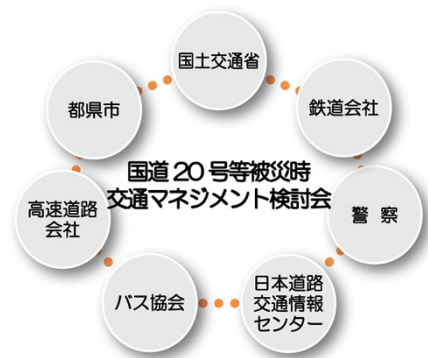 国土交通省
都県市
鉄道会社
国道20号等被災時
交通マネジメント検討会
高速道路
会社
警 察
バス協会
日本道路
交通情報
センター